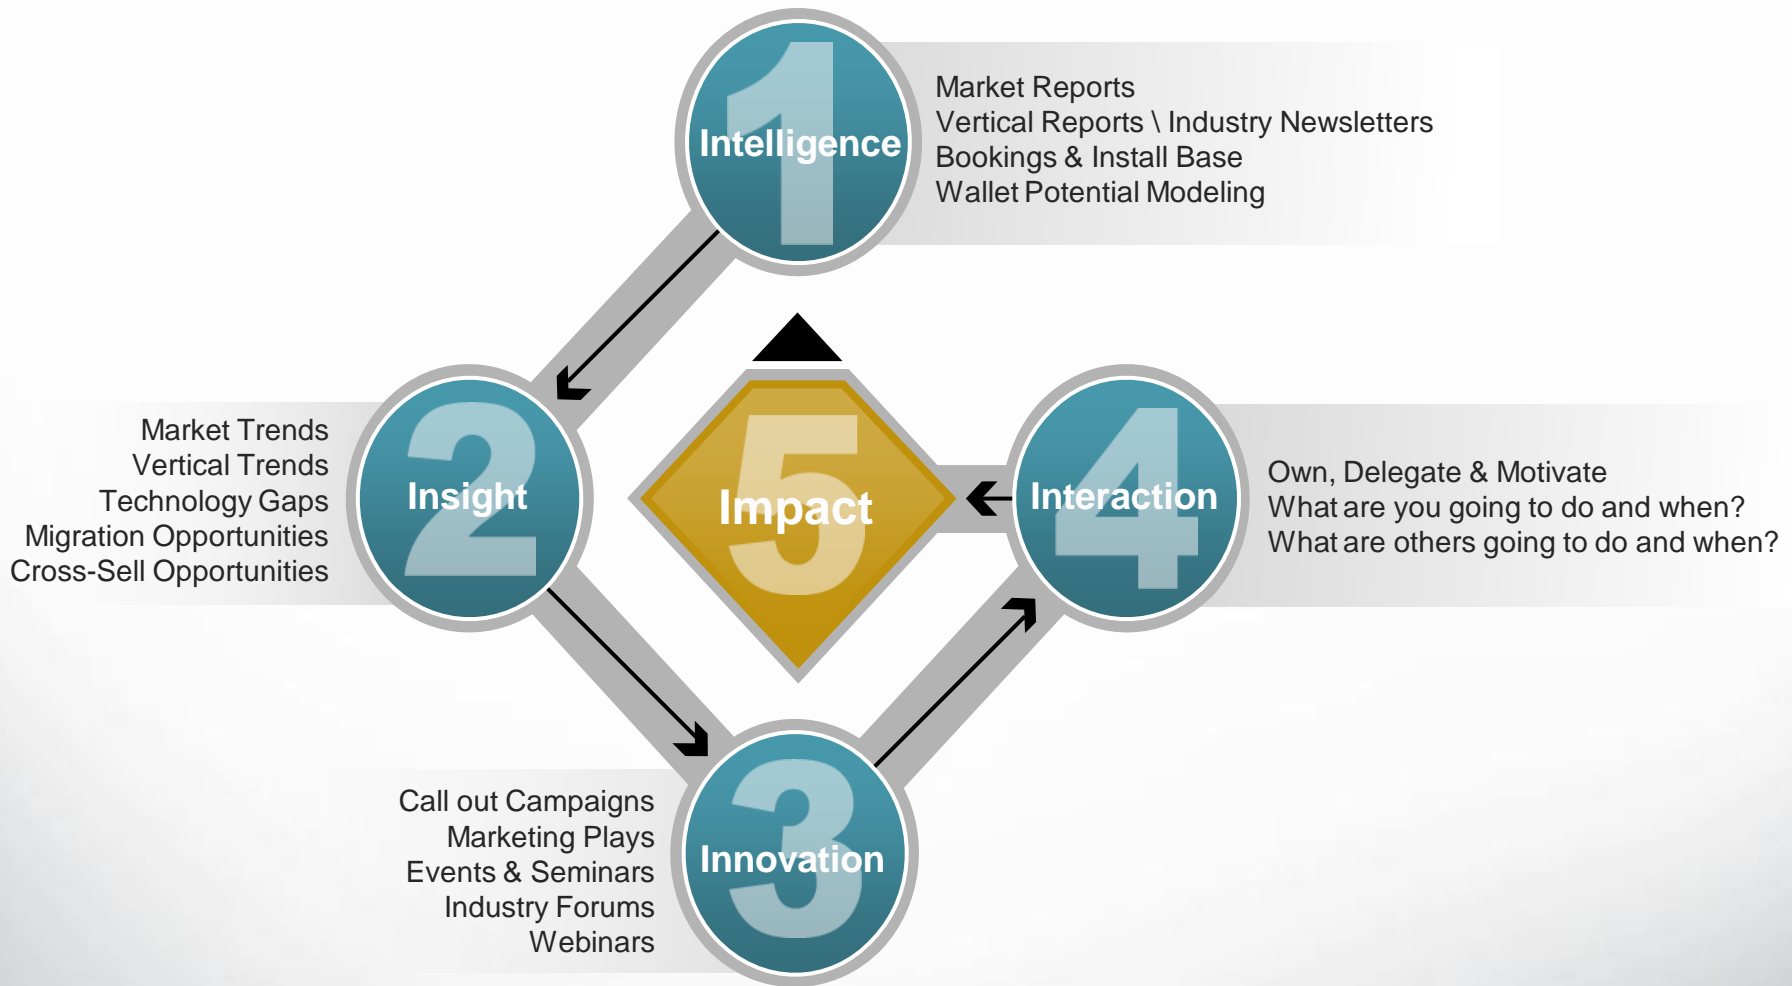 1
Intelligence
Market Reports
Vertical Reports \ Industry Newsletters
Bookings & Install Base
Wallet Potential Modeling
2
Insight
Market Trends
Vertical Trends
Technology Gaps
Migration Opportunities
Cross-Sell Opportunities
3
Innovation
Call out Campaigns
Marketing Plays
Events & Seminars
Industry Forums
Webinars
4
Interaction
Own, Delegate & Motivate
What are you going to do and when?
What are others going to do and when?
5
Impact